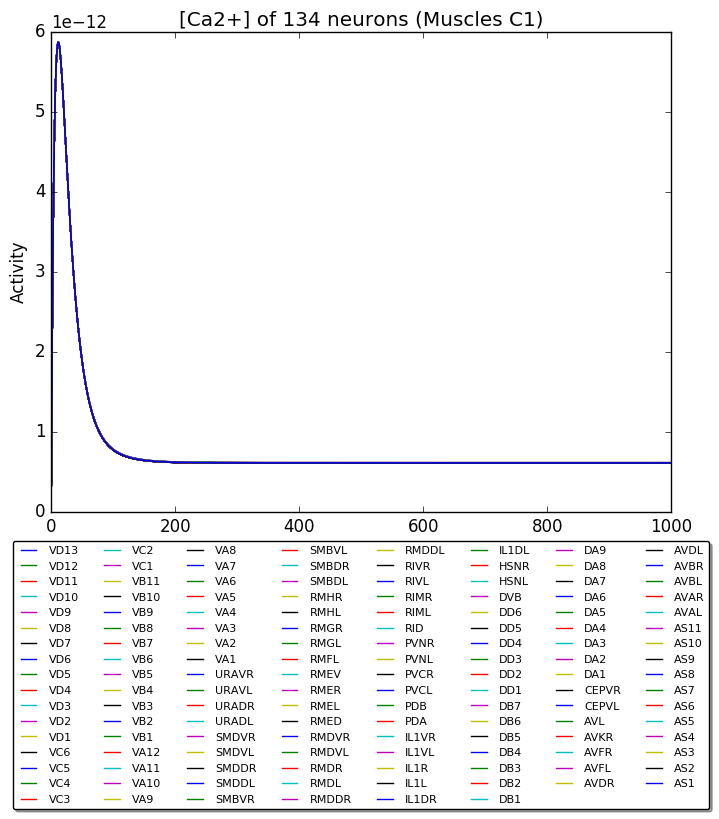 [Ca2+] of 134 neurons (Muscles C1)
1e−12
6
5
4
3
2
1
0
Activity
0 200 400 600 800 1000
VD13 VC2 VA8 SMBVL RMDDL IL1DL DA9 AVDL
VD12 VC1 VA7 SMBDR RIVR HSNR DA8 AVBR
VD11 VB11 VA6 SMBDL RIVL HSNL DA7 AVBL
VD10 VB10 VA5 RMHR RIMR DVB DA6 AVAR
VD9 VB9 VA4 RMHL RIML DD6 DA5 AVAL
VD8 VB8 VA3 RMGR RID DD5 DA4 AS11
VD7 VB7 VA2 RMGL PVNR DD4 DA3 AS10
VD6 VB6 VA1 RMFL PVNL DD3 DA2 AS9
VD5 VB5 URAVR RMEV PVCR DD2 DA1 AS8
VD4 VB4 URAVL RMER PVCL DD1 CEPVR AS7
VD3 VB3 URADR RMEL PDB DB7 CEPVL AS6
VD2 VB2 URADL RMED PDA DB6 AVL AS5
VD1 VB1 SMDVR RMDVR IL1VR DB5 AVKR AS4
VC6 VA12 SMDVL RMDVL IL1VL DB4 AVFR AS3
VC5 VA11 SMDDR RMDR IL1R DB3 AVFL AS2
VC4 VA10 SMDDL RMDL IL1L DB2 AVDR AS1
VC3 VA9 SMBVR RMDDR IL1DR DB1